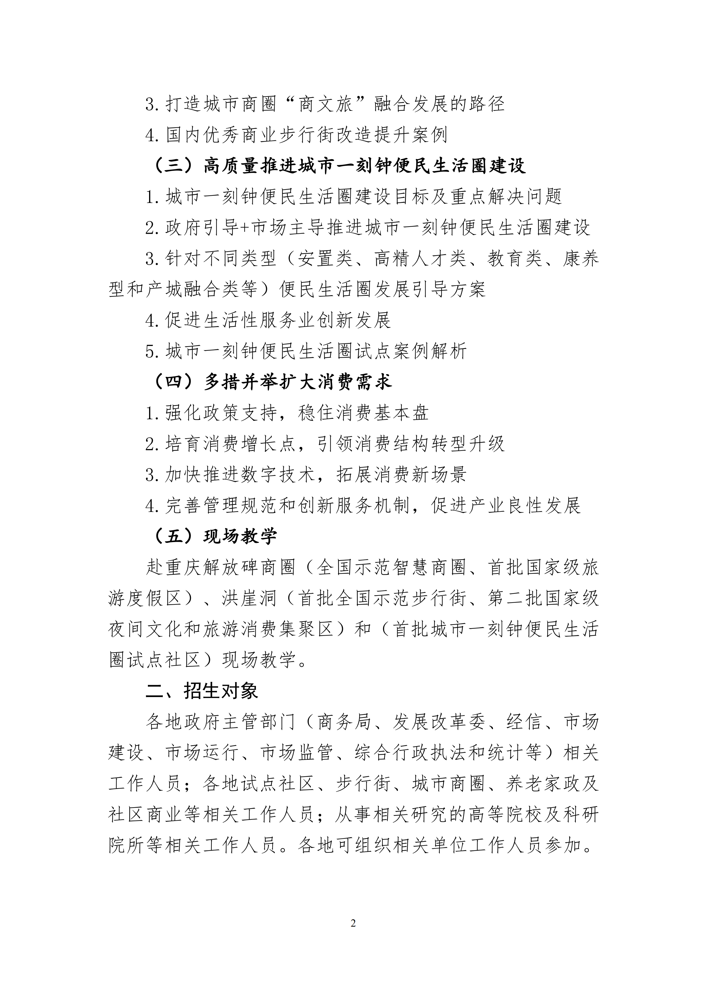 3.打造城市商圈“商文旅”融合发展的路径
4.国内优秀商业步行街改造提升案例
（三）高质量推进城市一刻钟便民生活圈建设
1.城市一刻钟便民生活圈建设目标及重点解决问题
2.政府引导+市场主导推进城市一刻钟便民生活圈建设
3.针对不同类型（安置类、高精人才类、教育类、康养
型和产城融合类等）便民生活圈发展引导方案
4.促进生活性服务业创新发展
5.城市一刻钟便民生活圈试点案例解析
（四）多措并举扩大消费需求
1.强化政策支持，稳住消费基本盘
2.培育消费增长点，引领消费结构转型升级
3.加快推进数字技术，拓展消费新场景
4.完善管理规范和创新服务机制，促进产业良性发展
（五）现场教学
赴重庆解放碑商圈（全国示范智慧商圈、首批国家级旅
游度假区）、洪崖洞（首批全国示范步行街、第二批国家级
夜间文化和旅游消费集聚区）和（首批城市一刻钟便民生活
圈试点社区）现场教学。
二、招生对象
各地政府主管部门（商务局、发展改革委、经信、市场
建设、市场运行、市场监管、综合行政执法和统计等）相关
工作人员；各地试点社区、步行街、城市商圈、养老家政及
社区商业等相关工作人员；从事相关研究的高等院校及科研
院所等相关工作人员。各地可组织相关单位工作人员参加。
2